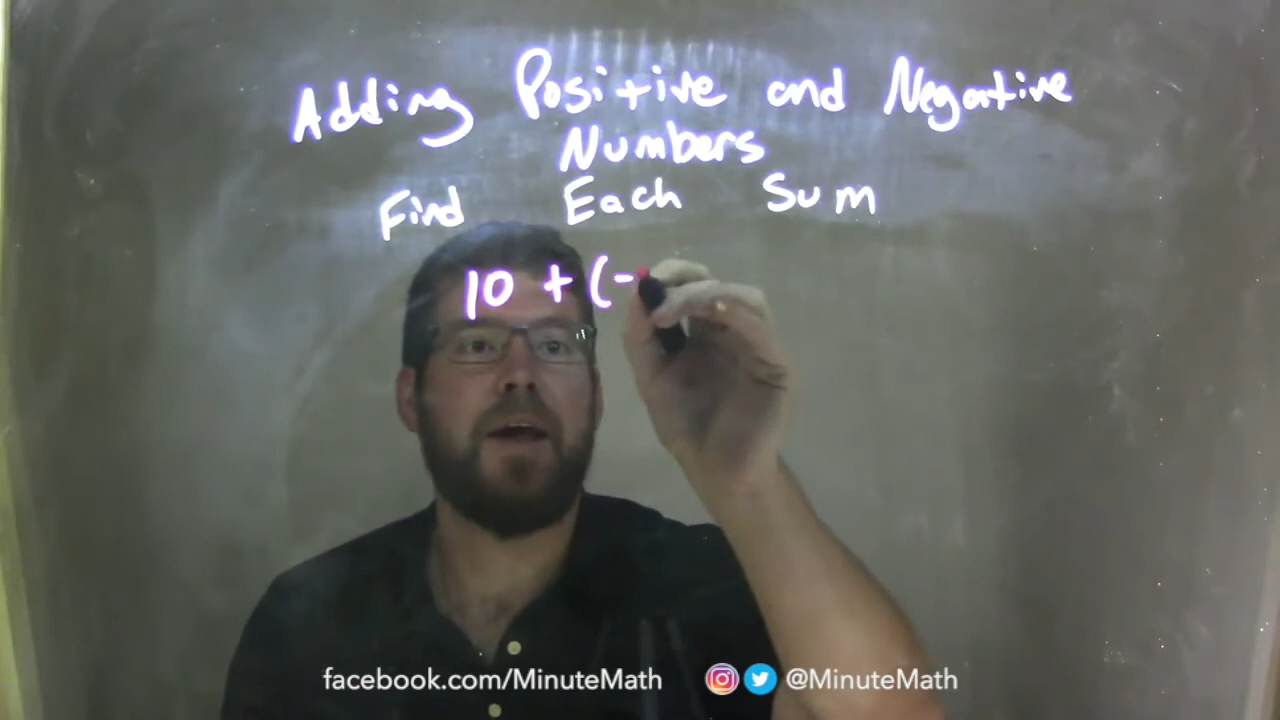 Adding Positive and Negative
Numbers
Find Each Sum
10 + (-
facebook.com/MinuteMath @MinuteMath